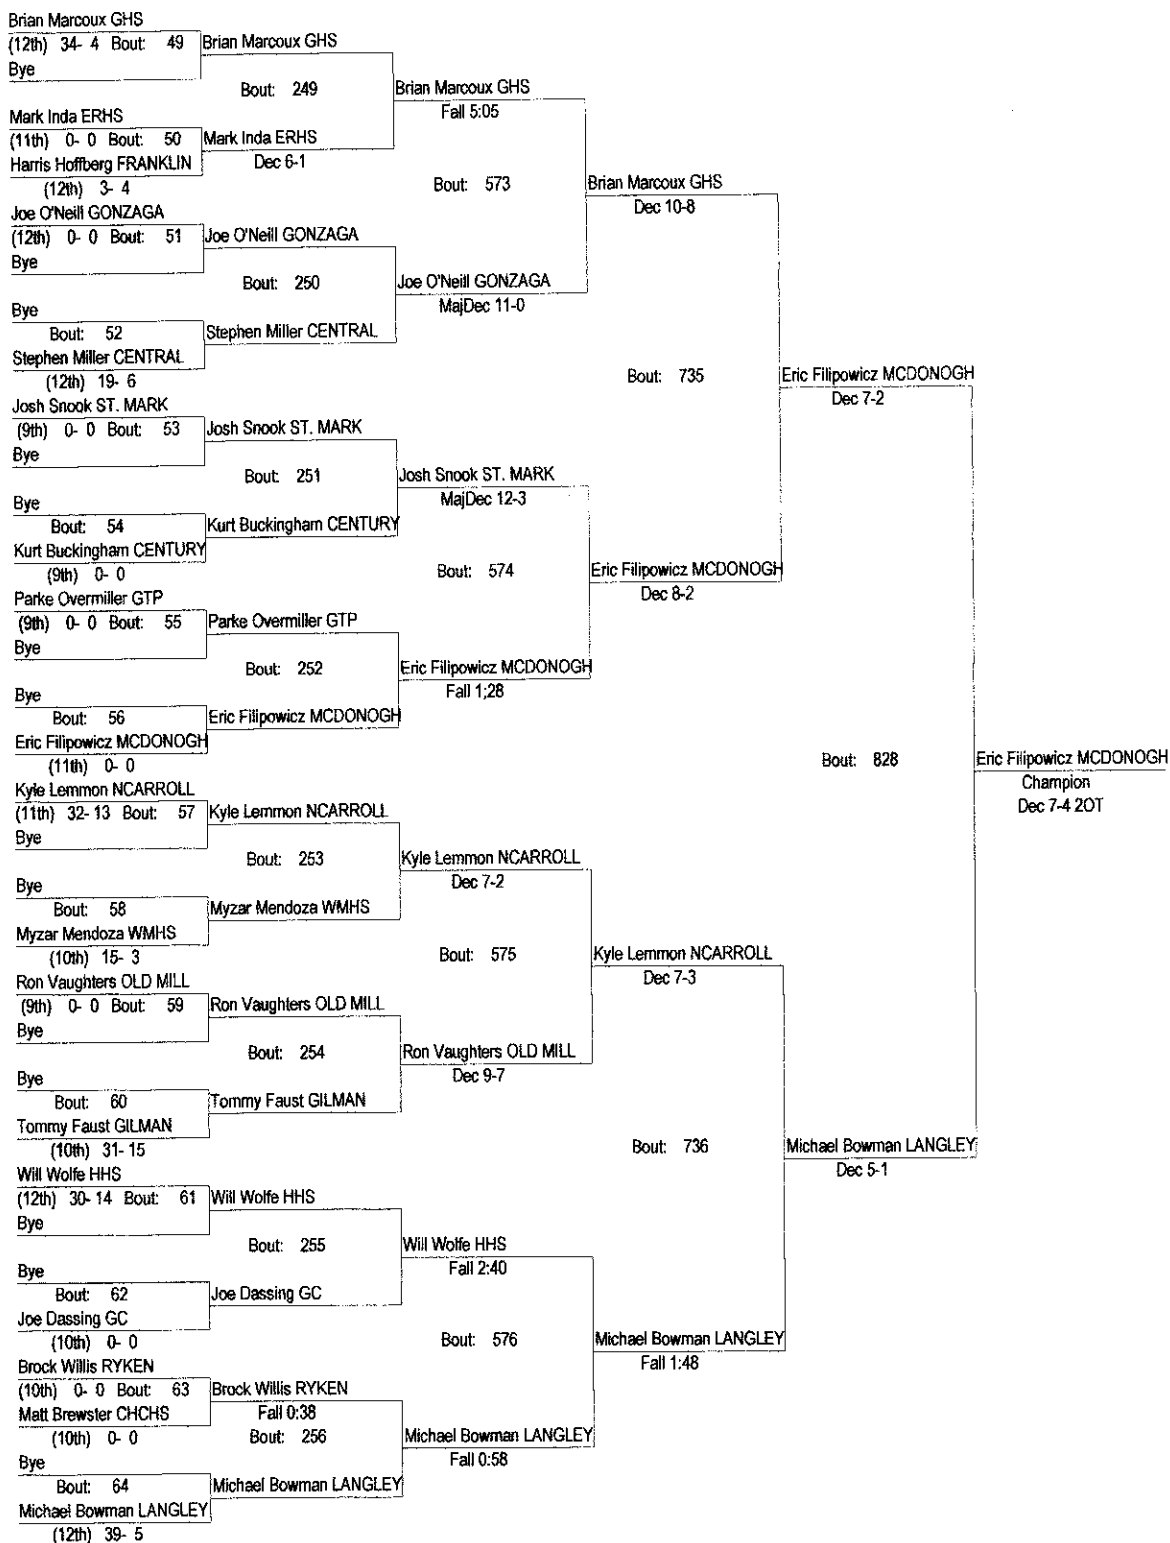 Brian Marcoux GHS
(12th) 34- 4 Bout: 49 Brian Marcoux GHS
Bye
Bout: 249 Brian Marcoux GHS
Fall 5:05
Mark Inda ERHS
(11th) 0- 0 Bout: 50 Mark Inda ERHS
Harris Hoffberg FRANKLIN Dec 6-1
(12th) 3- 4 Bout: 573 Brian Marcoux GHS
Dec 10-8
Joe O'Neill GONZAGA
(12th) 0- 0 Bout: 51 Joe O'Neill GONZAGA
Bye
Bout: 250 Joe O'Neill GONZAGA
MajDec 11-0
Bye
Bout: 52 Stephen Miller CENTRAL
Stephen Miller CENTRAL
(12th) 19- 6 Bout: 735 Eric Filipowicz MCDONOGH
Dec 7-2
Josh Snook ST. MARK
(9th) 0- 0 Bout: 53 Josh Snook ST. MARK
Bye
Bout: 251 Josh Snook ST. MARK
MajDec 12-3
Bye
Bout: 54 Kurt Buckingham CENTURY
Kurt Buckingham CENTURY
(9th) 0- 0 Bout: 574 Eric Filipowicz MCDONOGH
Dec 8-2
Parke Overmiller GTP
(9th) 0- 0 Bout: 55 Parke Overmiller GTP
Bye
Bout: 252 Eric Filipowicz MCDONOGH
Fall 1;28
Bye
Bout: 56 Eric Filipowicz MCDONOGH
Eric Filipowicz MCDONOGH
(11th) 0- 0 Bout: 828 Eric Filipowicz MCDONOGH
Champion
Dec 7-4 2OT
Kyle Lemmon NCARROLL
(11th) 32- 13 Bout: 57 Kyle Lemmon NCARROLL
Bye
Bout: 253 Kyle Lemmon NCARROLL
Dec 7-2
Bye
Bout: 58 Myzar Mendoza WMHS
Myzar Mendoza WMHS
(10th) 15- 3 Bout: 575 Kyle Lemmon NCARROLL
Dec 7-3
Ron Vaughters OLD MILL
(9th) 0- 0 Bout: 59 Ron Vaughters OLD MILL
Bye
Bout: 254 Ron Vaughters OLD MILL
Dec 9-7
Bye
Bout: 60 Tommy Faust GILMAN
Tommy Faust GILMAN
(10th) 31- 15 Bout: 736 Michael Bowman LANGLEY
Dec 5-1
Will Wolfe HHS
(12th) 30- 14 Bout: 61 Will Wolfe HHS
Bye
Bout: 255 Will Wolfe HHS
Fall 2:40
Bye
Bout: 62 Joe Dassing GC
Joe Dassing GC
(10th) 0- 0 Bout: 576 Michael Bowman LANGLEY
Fall 1:48
Brock Willis RYKEN
(10th) 0- 0 Bout: 63 Brock Willis RYKEN
Matt Brewster CHCHS Fall 0:38
(10th) 0- 0 Bout: 256 Michael Bowman LANGLEY
Fall 0:58
Bye
Bout: 64 Michael Bowman LANGLEY
Michael Bowman LANGLEY
(12th) 39- 5